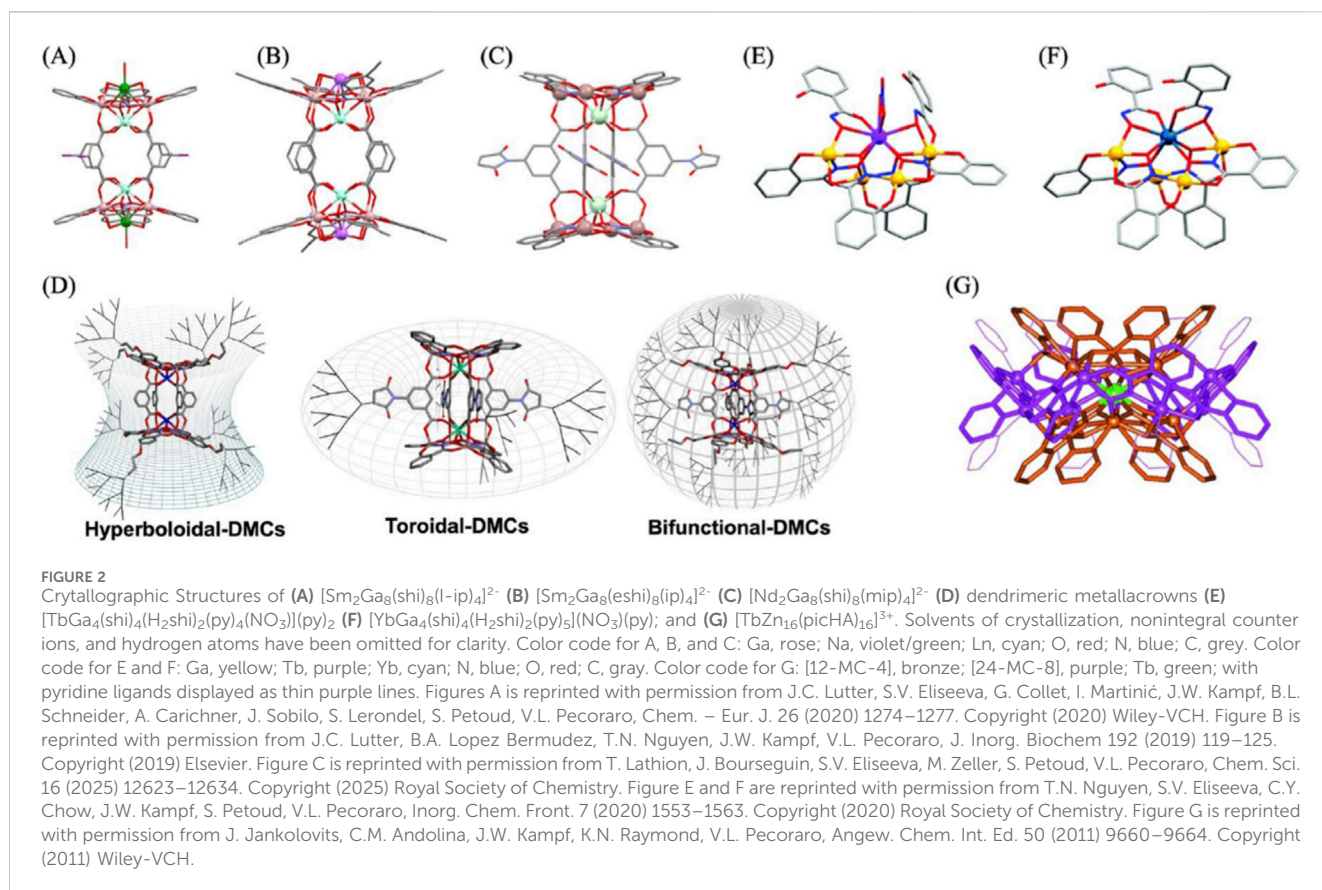 (A)
(B)
(C)
(E)
(F)
(D)
(G)
Hyperboloidal-DMCs
Toroidal-DMCs
Bifunctional-DMCs
FIGURE 2
Crytallographic Structures of (A) [Sm₂Ga₈(shi)₈(I-ip)₄]²⁻ (B) [Sm₂Ga₈(eshi)₈(ip)₄]²⁻ (C) [Nd₂Ga₈(shi)₈(mip)₄]²⁻ (D) dendrimeric metallacrowns (E)
[TbGa₄(shi)₄(H₂shi)₂(py)₄(NO₃)](py)₂ (F) [YbGa₄(shi)₄(H₂shi)₂(py)₅](NO₃)(py); and (G) [TbZn₁₆(picHA)₁₆]³⁺. Solvents of crystallization, nonintegral counter
ions, and hydrogen atoms have been omitted for clarity. Color code for A, B, and C: Ga, rose; Na, violet/green; Ln, cyan; O, red; N, blue; C, grey. Color
code for E and F: Ga, yellow; Tb, purple; Yb, cyan; N, blue; O, red; C, gray. Color code for G: [12-MC-4], bronze; [24-MC-8], purple; Tb, green; with
pyridine ligands displayed as thin purple lines. Figures A is reprinted with permission from J.C. Lutter, S.V. Eliseeva, G. Collet, I. Martinić, J.W. Kampf, B.L.
Schneider, A. Carichner, J. Sobilo, S. Lerondel, S. Petoud, V.L. Pecoraro, Chem. – Eur. J. 26 (2020) 1274–1277. Copyright (2020) Wiley-VCH. Figure B is
reprinted with permission from J.C. Lutter, B.A. Lopez Bermudez, T.N. Nguyen, J.W. Kampf, V.L. Pecoraro, J. Inorg. Biochem 192 (2019) 119–125.
Copyright (2019) Elsevier. Figure C is reprinted with permission from T. Lathion, J. Bourseguin, S.V. Eliseeva, M. Zeller, S. Petoud, V.L. Pecoraro, Chem. Sci.
16 (2025) 12623–12634. Copyright (2025) Royal Society of Chemistry. Figure E and F are reprinted with permission from T.N. Nguyen, S.V. Eliseeva, C.Y.
Chow, J.W. Kampf, S. Petoud, V.L. Pecoraro, Inorg. Chem. Front. 7 (2020) 1553–1563. Copyright (2020) Royal Society of Chemistry. Figure G is reprinted
with permission from J. Jankolovits, C.M. Andolina, J.W. Kampf, K.N. Raymond, V.L. Pecoraro, Angew. Chem. Int. Ed. 50 (2011) 9660–9664. Copyright
(2011) Wiley-VCH.